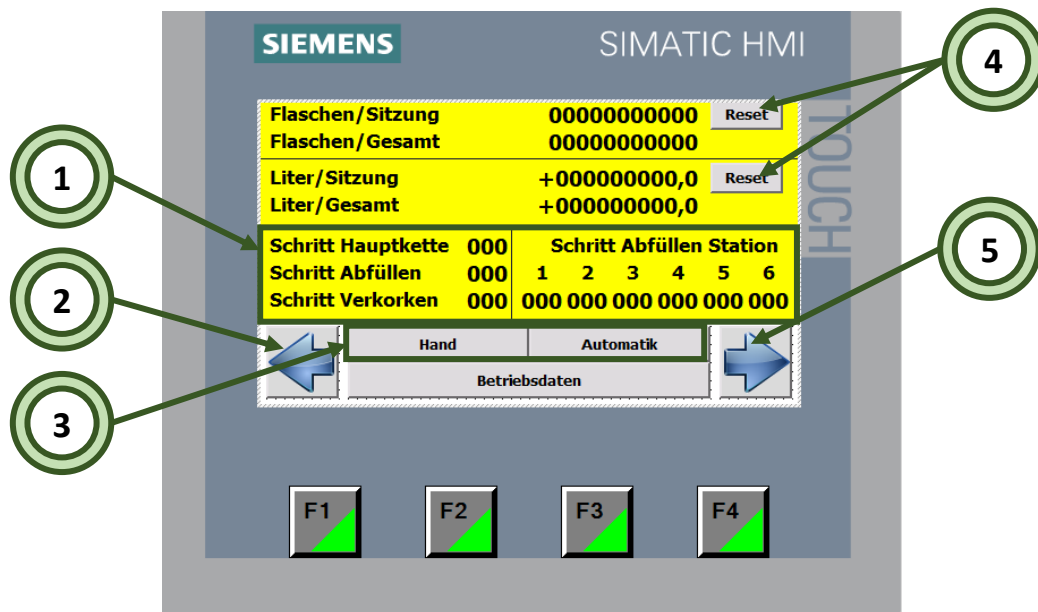 SIEMENS SIMATIC HMI
TOUCH
4
Flaschen/Sitzung 00000000000 Reset
Flaschen/Gesamt 00000000000
1
Liter/Sitzung +000000000,0 Reset
Liter/Gesamt +000000000,0
5
Schritt Hauptkette 000 Schritt Abfüllen Station
Schritt Abfüllen 000 1 2 3 4 5 6
Schritt Verkorken 000 000 000 000 000 000 000
2
Hand Automatik
Betriebsdaten
3
F1 F2 F3 F4